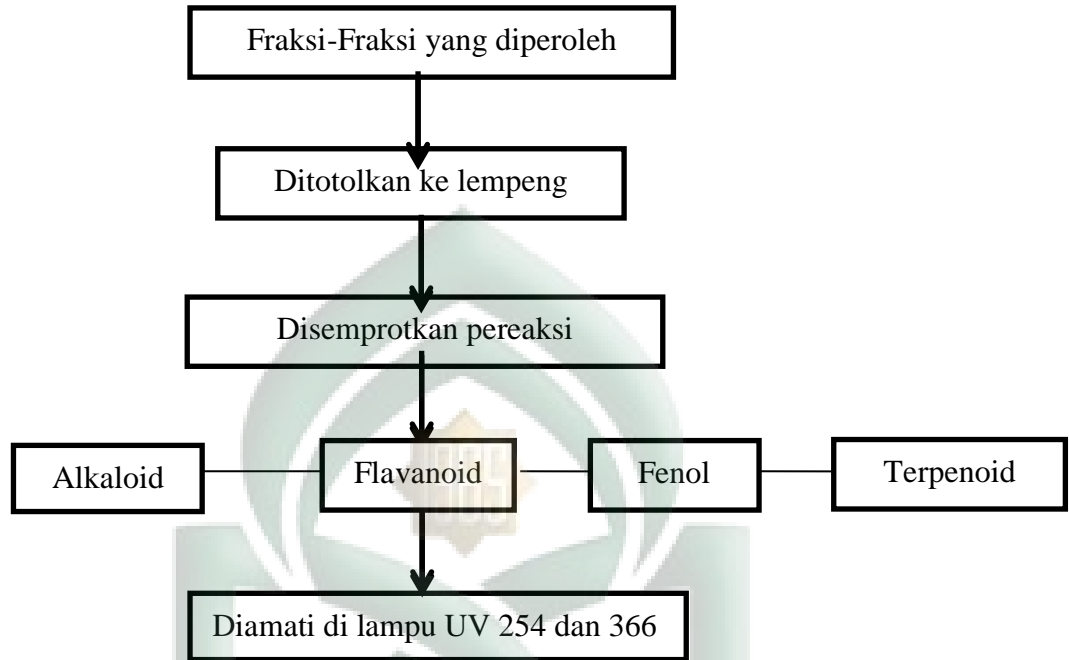 Fraksi-Fraksi yang diperoleh
Ditotolkan ke lempeng
Disemprotkan pereaksi
Alkaloid
Flavanoid
Fenol
Terpenoid
Diamati di lampu UV 254 dan 366